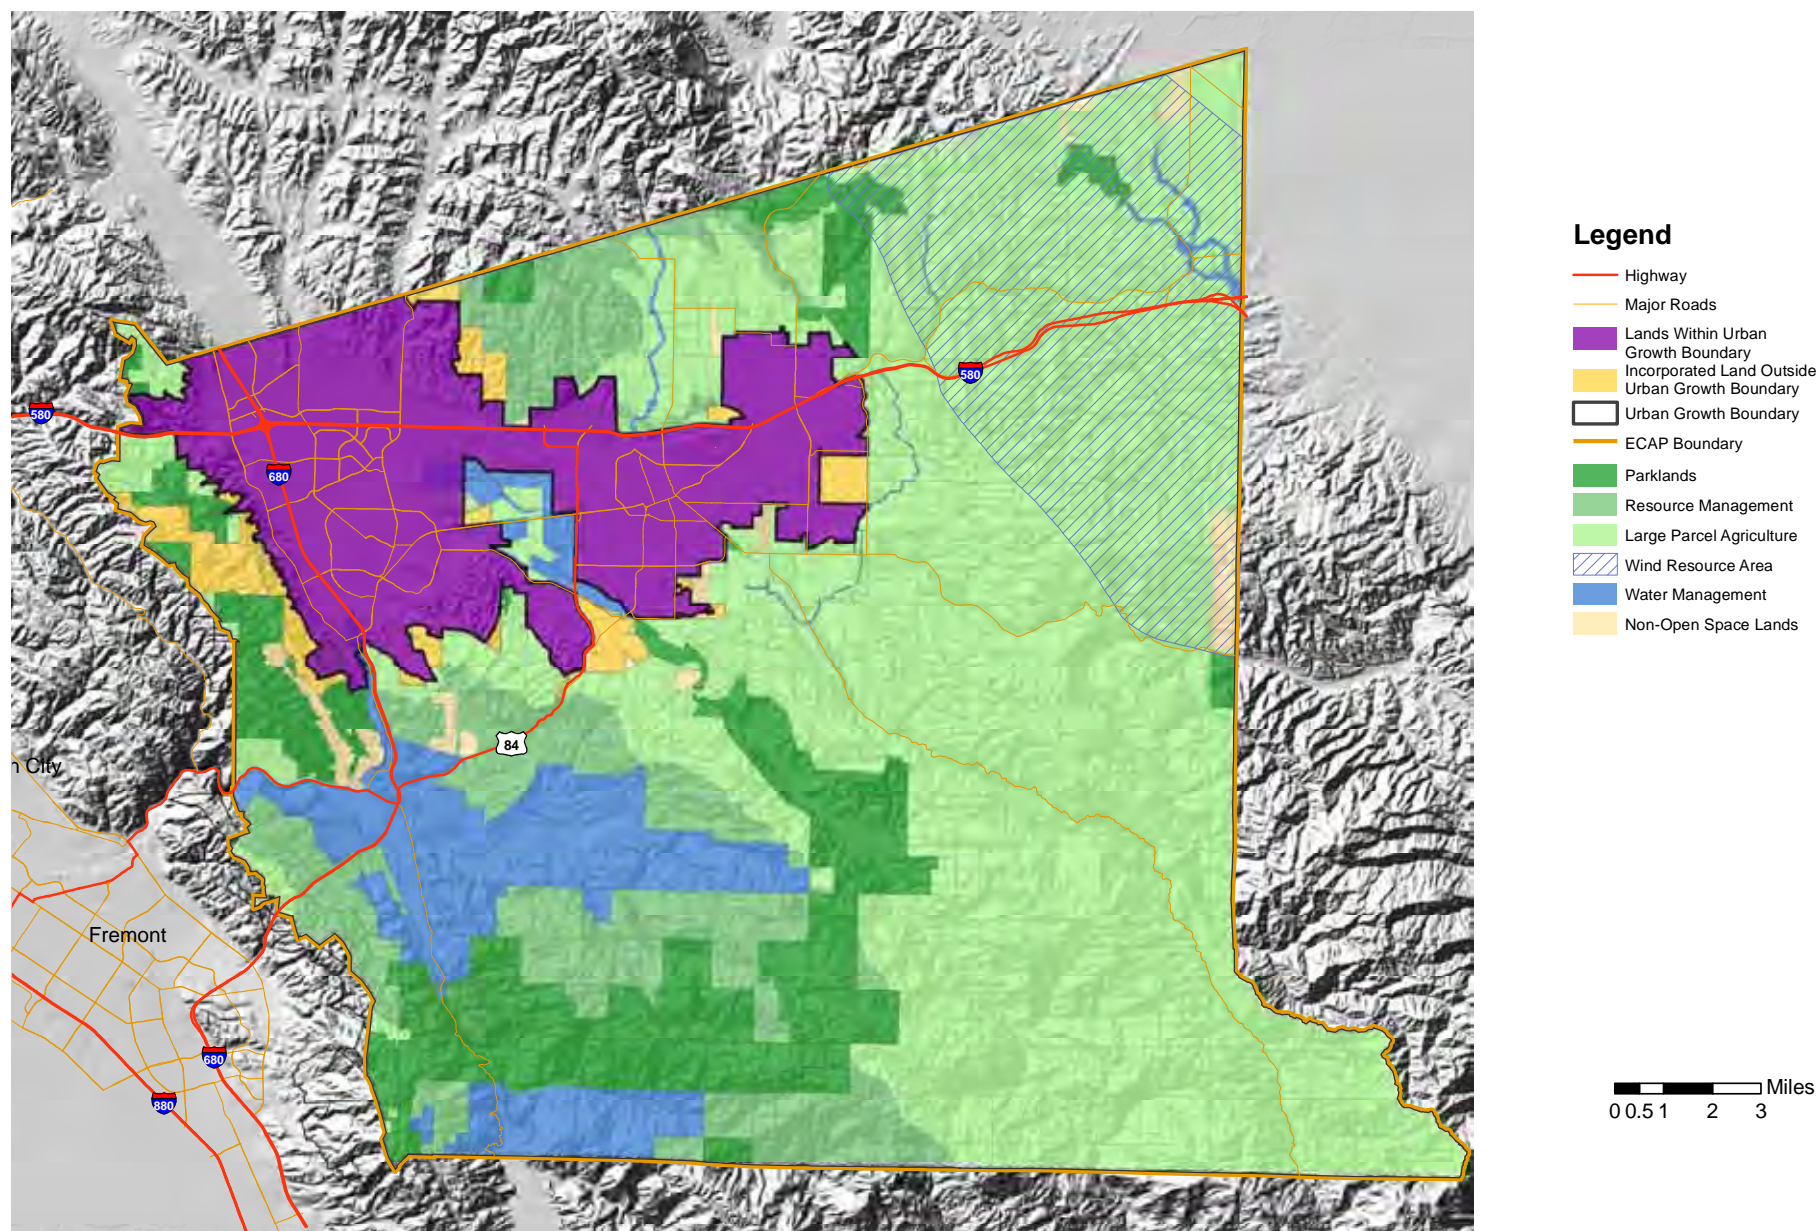 Legend
Highway
Major Roads
Lands Within Urban
Growth Boundary
Incorporated Land Outside
Urban Growth Boundary
Urban Growth Boundary
ECAP Boundary
Parklands
Resource Management
Large Parcel Agriculture
Wind Resource Area
Water Management
Non-Open Space Lands
580
580
680
84
n City
Fremont
680
880
Miles
0 0.5 1 2 3